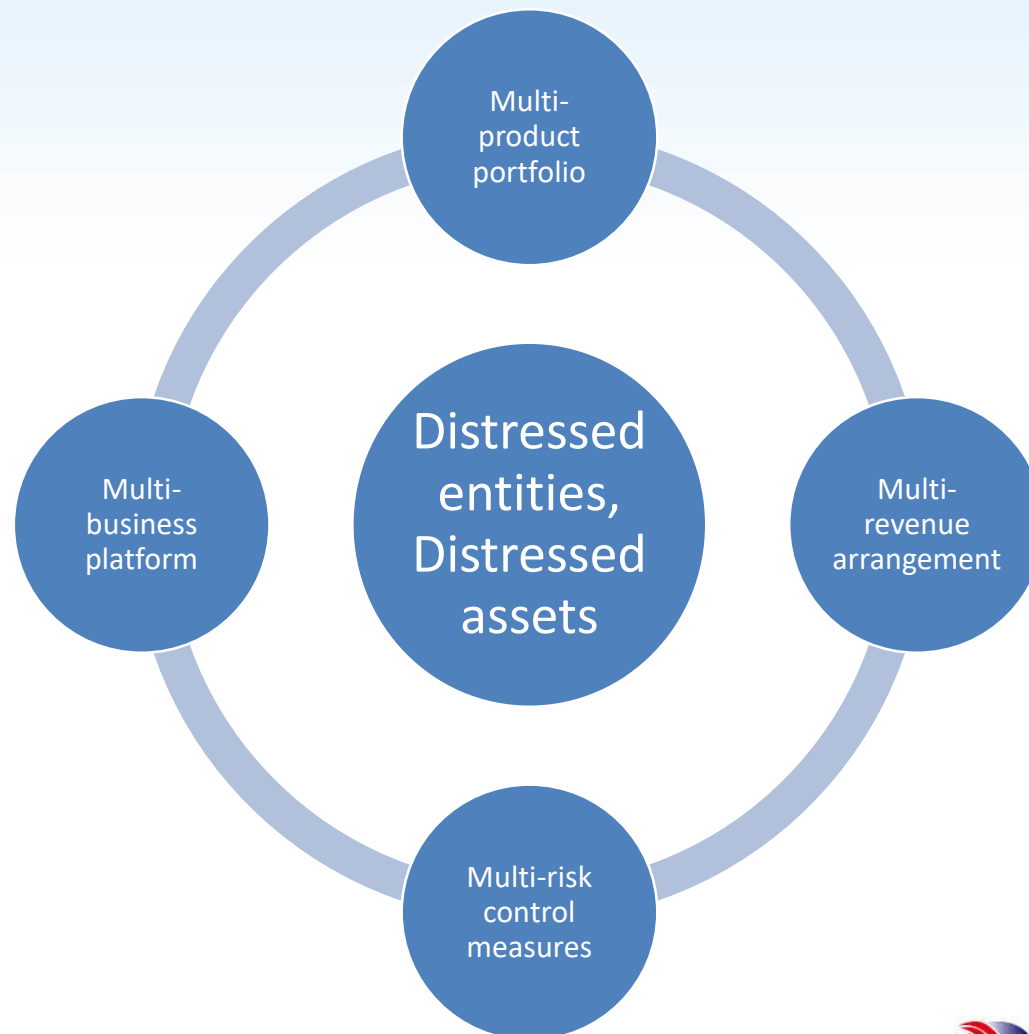 Multi-
product
portfolio
Distressed
entities,
Distressed
assets
Multi-
business
platform
Multi-
revenue
arrangement
Multi-risk
control
measures